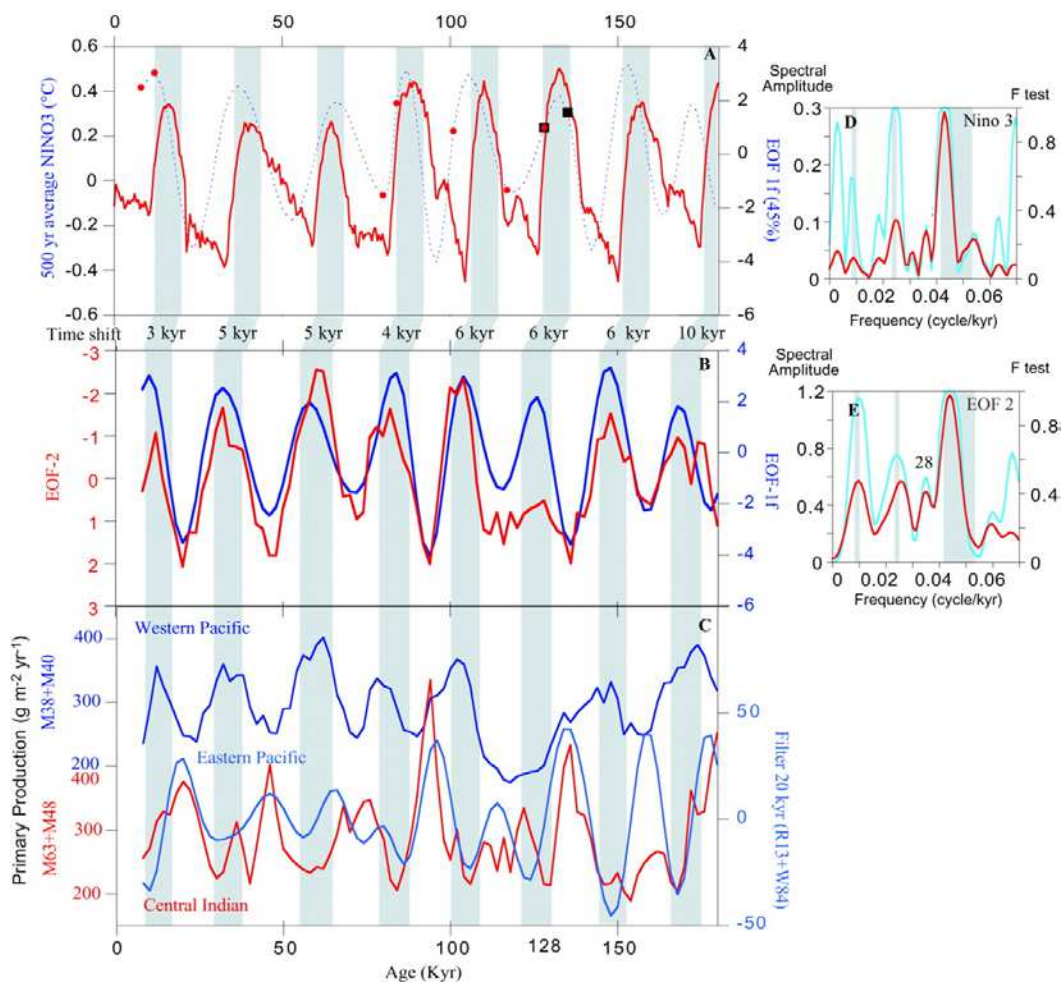 0 50 100 150
A
0.6 0.4 0.2 0 -0.2 -0.4 -0.6
500 yr average NINO3 (°C)
4 2 0 -2 -4 -6
EOF 1f (45%)
Time shift 3 kyr 5 kyr 5 kyr 4 kyr 6 kyr 6 kyr 6 kyr 10 kyr
B
-3 -2 -1 0 1 2 3
EOF-2
4 2 0 -2 -4 -6
EOF-1f
C
Western Pacific
Eastern Pacific
Central Indian
Primary Production (g m⁻² yr⁻¹)
M38+M40
400 300 200
M63+M48
400 300 200
50 0 -50
Filter 20 kyr (R13+W84)
0 50 100 128 150
Age (Kyr)
Spectral Amplitude
F test
D
Nino 3
0.3 0.2 0.1 0
0.8 0.4 0
0 0.02 0.04 0.06
Frequency (cycle/kyr)
Spectral Amplitude
F test
E
EOF 2
28
1.2 0.8 0.4 0
0.8 0.4 0
0 0.02 0.04 0.06
Frequency (cycle/kyr)